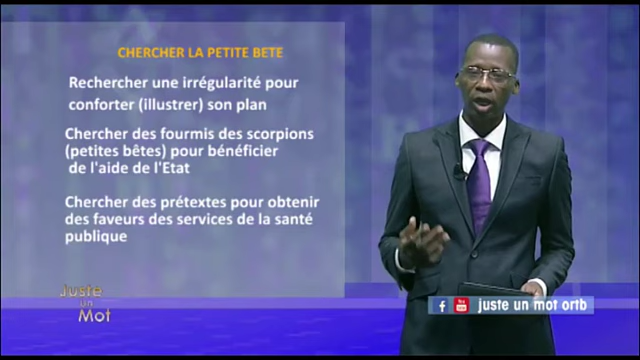 CHERCHER LA PETITE BETE
Rechercher une irrégularité pour
conforter (illustrer) son plan
Chercher des fourmis des scorpions
(petites bêtes) pour bénéficier
de l'aide de l'Etat
Chercher des prétextes pour obtenir
des faveurs des services de la santé
publique
Juste
un
Mot
f You Tube juste un mot ortb